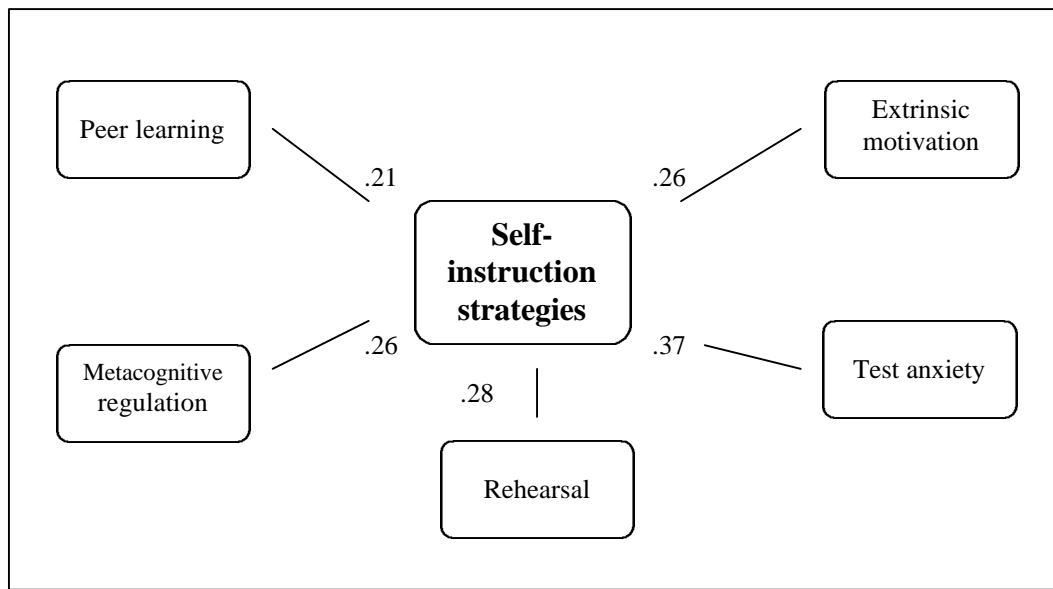 Peer learning
Extrinsic
motivation
.21
.26
Self-
instruction
strategies
.26
.37
Metacognitive
regulation
Test anxiety
.28
Rehearsal